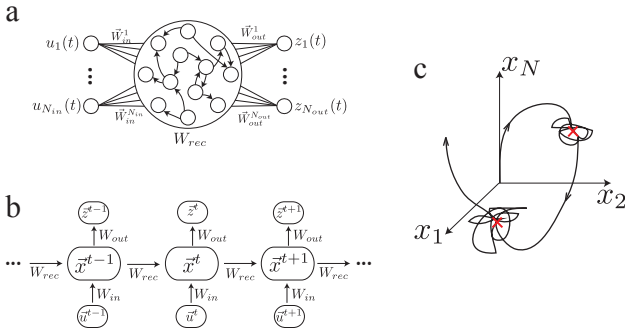 a
u_1(t) \vec{W}_{in}^1 \vec{W}_{out}^1 z_1(t)
u_{N_{in}}(t) \vec{W}_{in}^{N_{in}} \vec{W}_{out}^{N_{out}} z_{N_{out}}(t)
W_{rec}
b
\vec{z}^{t-1} \vec{z}^{t} \vec{z}^{t+1}
W_{out} W_{out} W_{out}
... \vec{x}^{t-1} \vec{x}^{t} \vec{x}^{t+1} ...
W_{rec} W_{rec} W_{rec} W_{rec}
W_{in} W_{in} W_{in}
\vec{u}^{t-1} \vec{u}^{t} \vec{u}^{t+1}
c
x_N
x_2
x_1